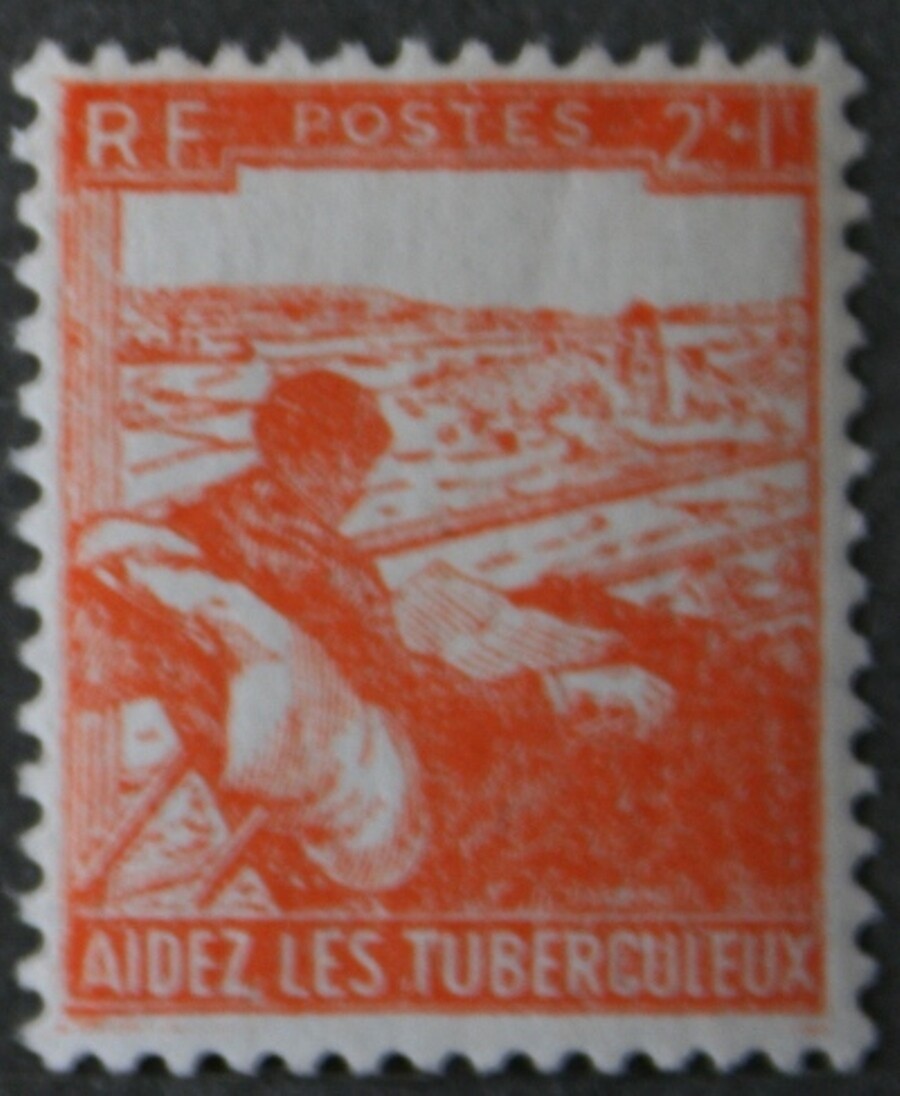 RF POSTES 2F+1F
AIDEZ LES TUBERCULEUX